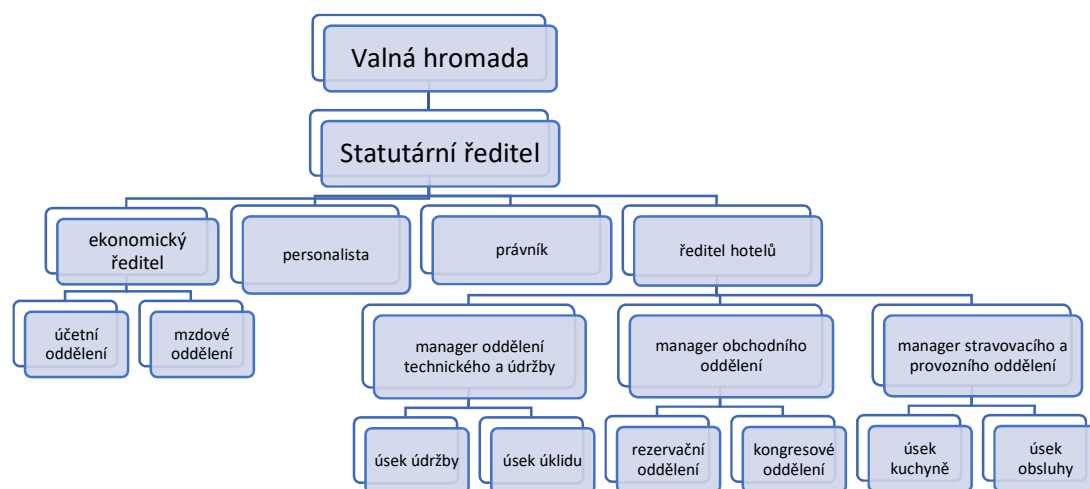 Valná hromada
Statutární ředitel
ekonomický
ředitel
personalista
právník
ředitel hotelů
účetní
oddělení
mzdové
oddělení
manager oddělení
technického a údržby
manager obchodního
oddělení
manager stravovacího a
provozního oddělení
úsek údržby
úsek úklidu
rezervační
oddělení
kongresové
oddělení
úsek
kuchyně
úsek
obsluhy